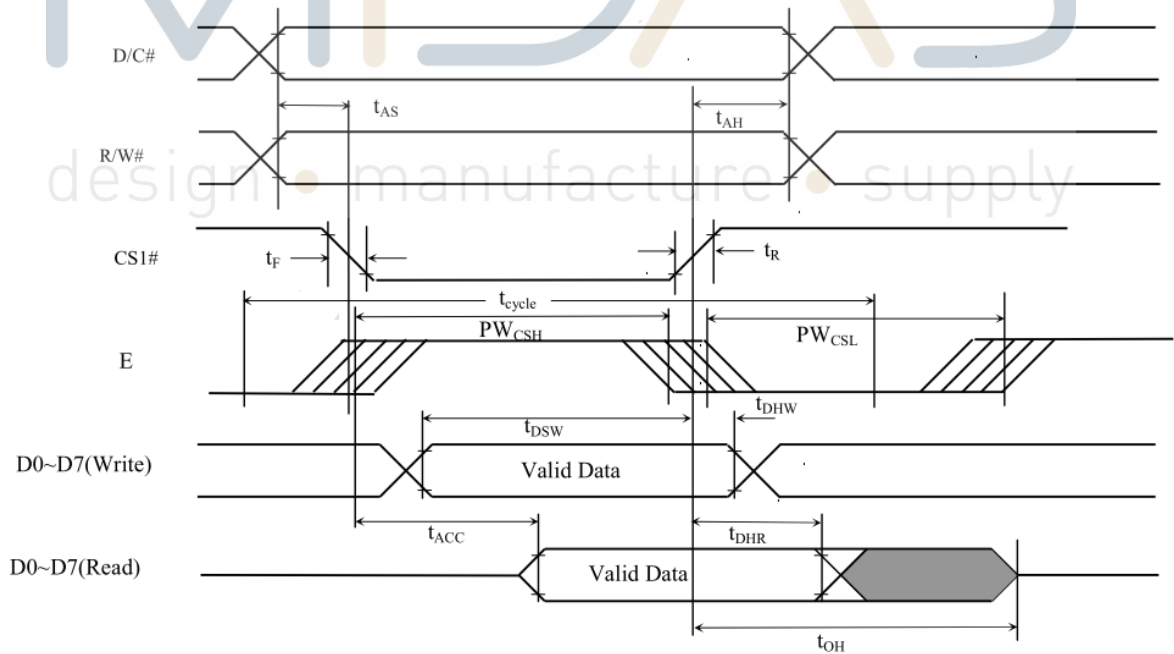 MIDAS
D/C#
tAS
tAH
R/W#
design • manufacture • supply
CS1#
tF
tR
tcycle
PWCSH
PWCSL
E
tDHW
tDSW
D0~D7(Write)
Valid Data
tACC
tDHR
D0~D7(Read)
Valid Data
tOH